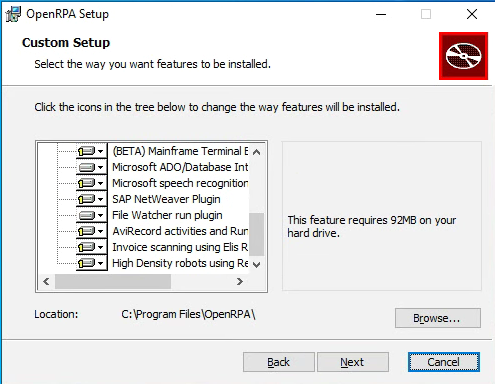 OpenRPA Setup
Custom Setup
Select the way you want features to be installed.
Click the icons in the tree below to change the way features will be installed.
(BETA) Mainframe Terminal E
Microsoft ADO/Database Int
Microsoft speech recognition
SAP NetWeaver Plugin
File Watcher run plugin
AviRecord activities and Run
Invoice scanning using Elis R
High Density robots using Re
This feature requires 92MB on your
hard drive.
Location: C:\Program Files\OpenRPA\
Browse...
Back Next Cancel